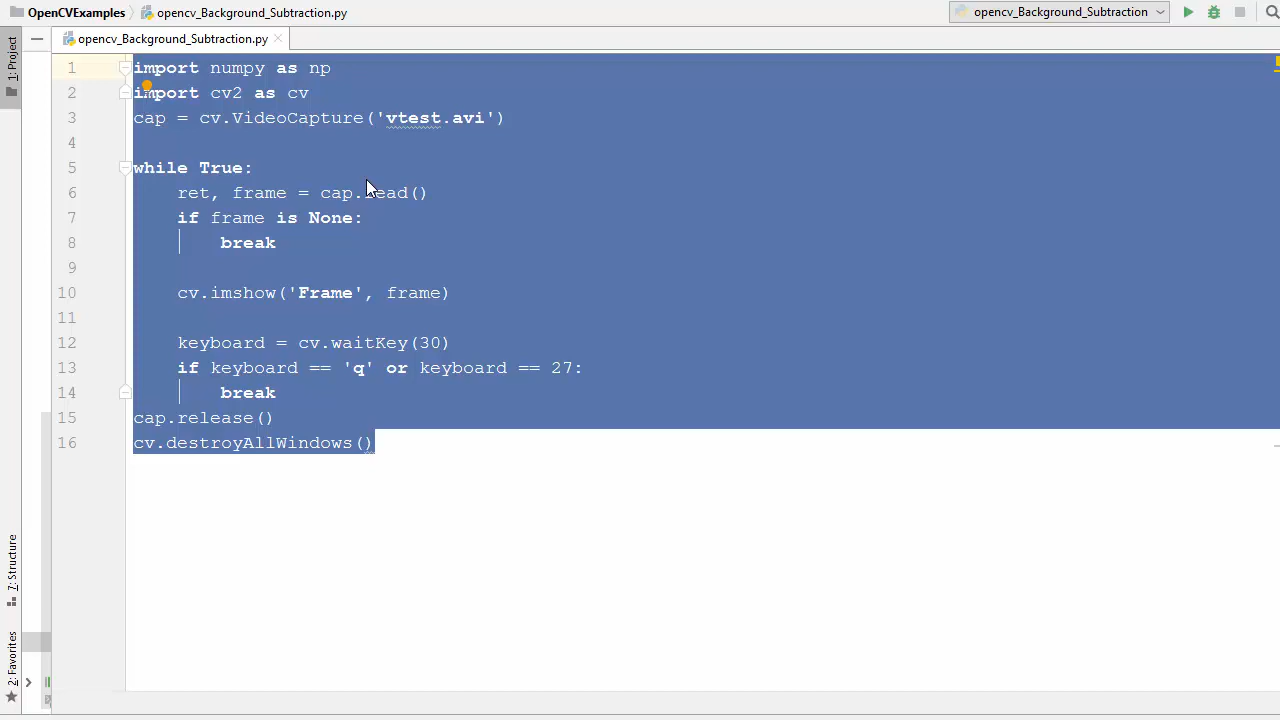 OpenCVExamples opencv_Background_Subtraction.py opencv_Background_Subtraction
opencv_Background_Subtraction.py
1: Project
7: Structure
2: Favorites
1 import numpy as np
2 import cv2 as cv
3 cap = cv.VideoCapture('vtest.avi')
4
5 while True:
6 ret, frame = cap.read()
7 if frame is None:
8 break
9
10 cv.imshow('Frame', frame)
11
12 keyboard = cv.waitKey(30)
13 if keyboard == 'q' or keyboard == 27:
14 break
15 cap.release()
16 cv.destroyAllWindows()